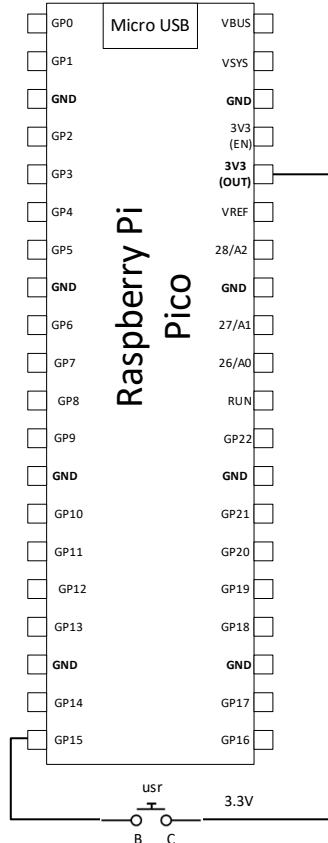 Micro USB
Raspberry Pi
Pico
GP0
GP1
GND
GP2
GP3
GP4
GP5
GND
GP6
GP7
GP8
GP9
GND
GP10
GP11
GP12
GP13
GND
GP14
GP15
VBUS
VSYS
GND
3V3
(EN)
3V3
(OUT)
VREF
28/A2
GND
27/A1
26/A0
RUN
GP22
GND
GP21
GP20
GP19
GP18
GND
GP17
GP16
usr
3.3V
B C